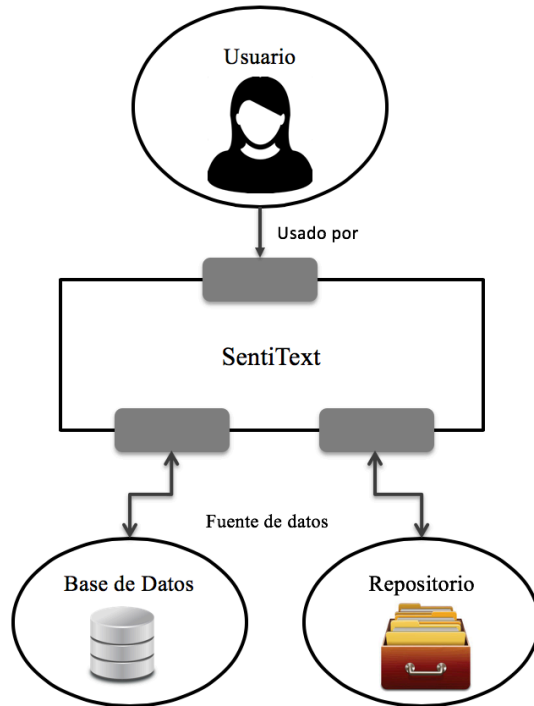 Usuario
Usado por
SentiText
Fuente de datos
Base de Datos
Repositorio